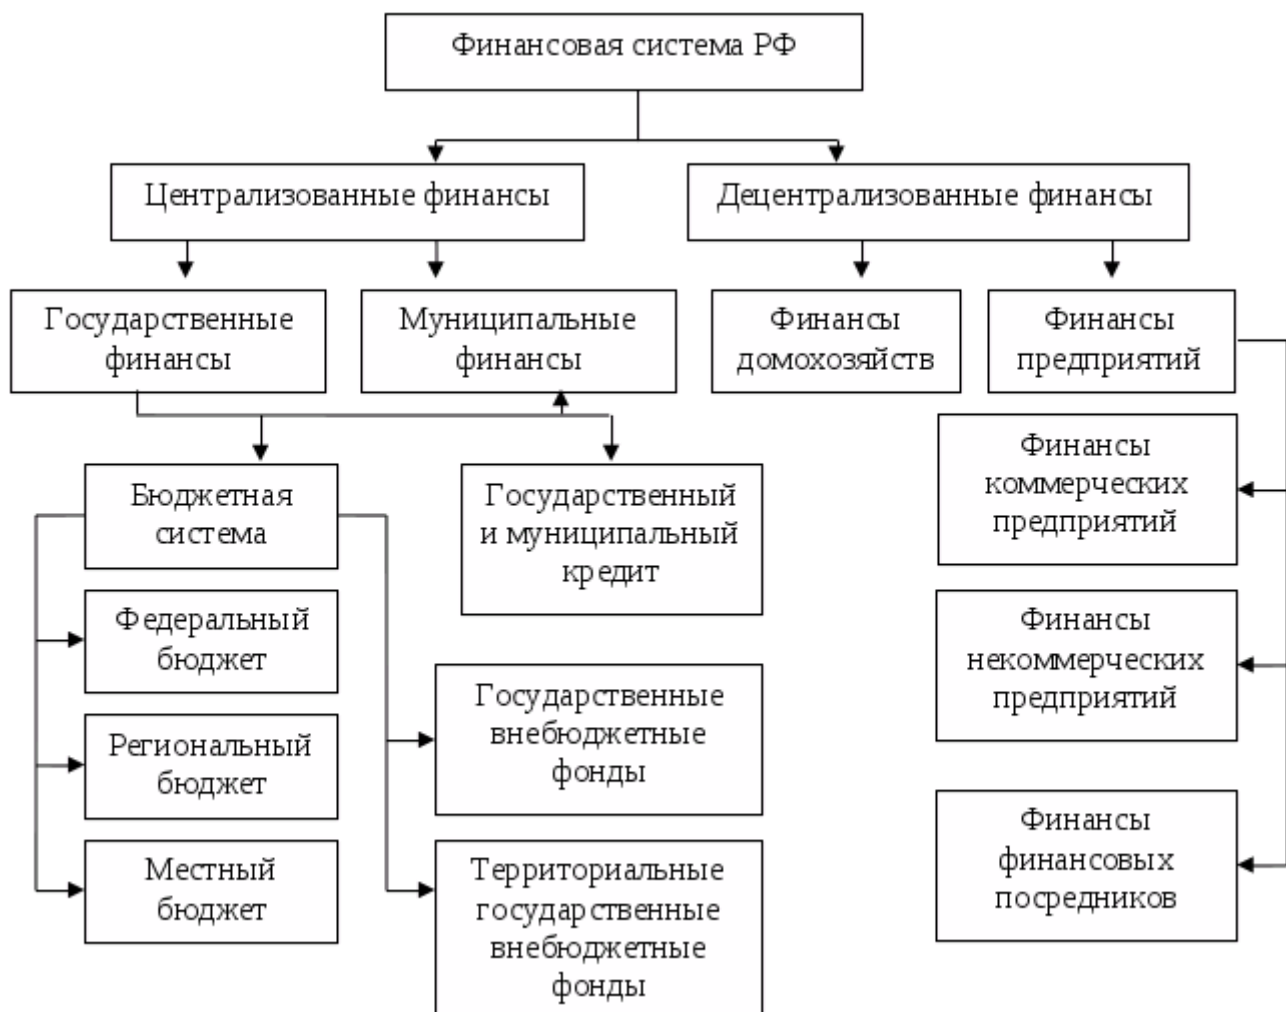 Финансовая система РФ
Централизованные финансы
Децентрализованные финансы
Государственные
финансы
Муниципальные
финансы
Финансы
домохозяйств
Финансы
предприятий
Бюджетная
система
Государственный
и муниципальный
кредит
Финансы
коммерческих
предприятий
Федеральный
бюджет
Финансы
некоммерческих
предприятий
Государственные
внебюджетные
фонды
Региональный
бюджет
Финансы
финансовых
посредников
Местный
бюджет
Территориальные
государственные
внебюджетные
фонды